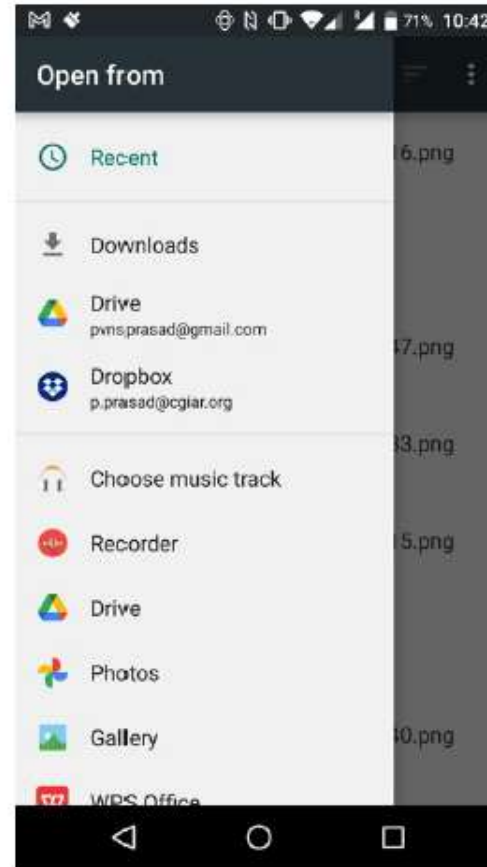 71% 10:42
Open from
Recent
16.png
Downloads
Drive
pvns.prasad@gmail.com
47.png
Dropbox
p.prasad@cgiar.org
33.png
Choose music track
Recorder
15.png
Drive
Photos
Gallery
40.png
WPS Office